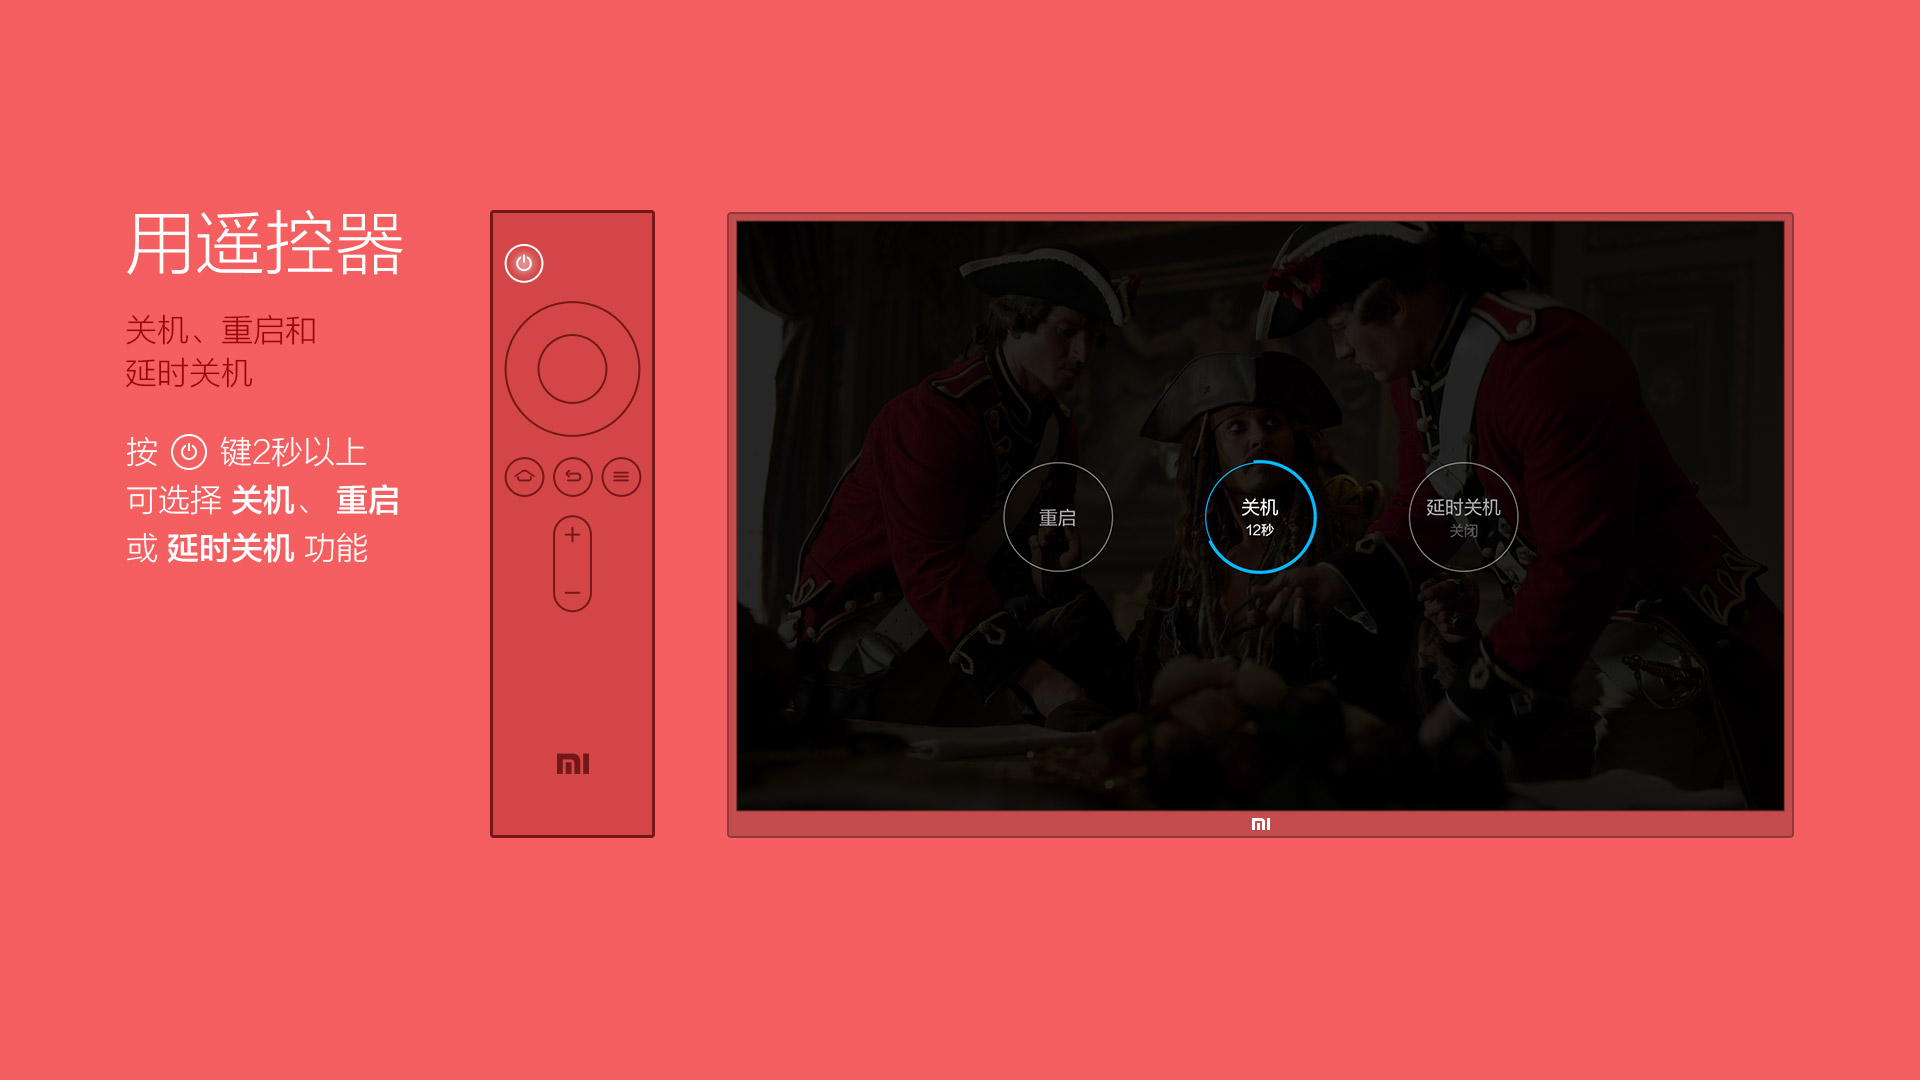 用遥控器
关机、重启和
延时关机
按 键2秒以上
可选择 关机、 重启
或 延时关机 功能
mi
重启
关机
12秒
延时关机
关闭
mi